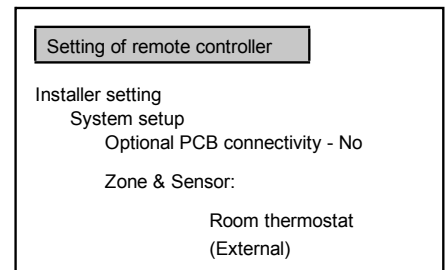 Setting of remote controller
Installer setting
System setup
Optional PCB connectivity - No
Zone & Sensor:
Room thermostat
(External)